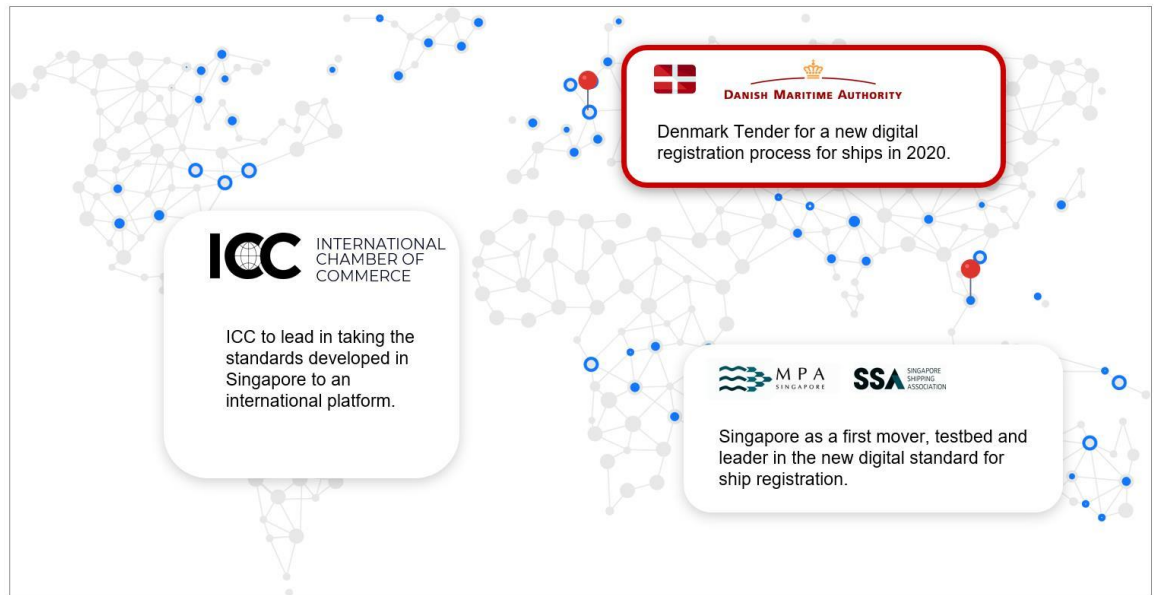 DANISH MARITIME AUTHORITY
Denmark Tender for a new digital
registration process for ships in 2020.
ICC INTERNATIONAL
CHAMBER OF
COMMERCE
ICC to lead in taking the
standards developed in
Singapore to an
international platform.
MPA
SINGAPORE
SSA SINGAPORE
SHIPPING
ASSOCIATION
Singapore as a first mover, testbed and
leader in the new digital standard for
ship registration.